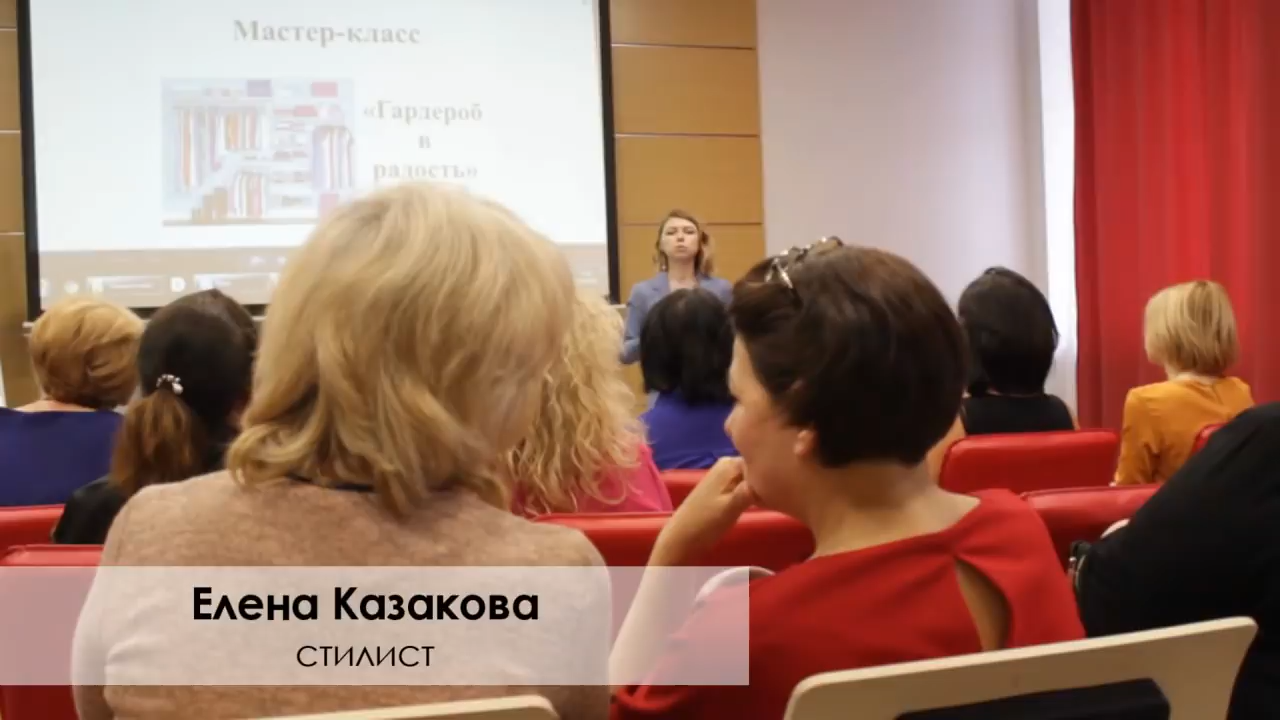 Мастер-класс
«Гардероб
в
радость»
Елена Казакова
СТИЛИСТ